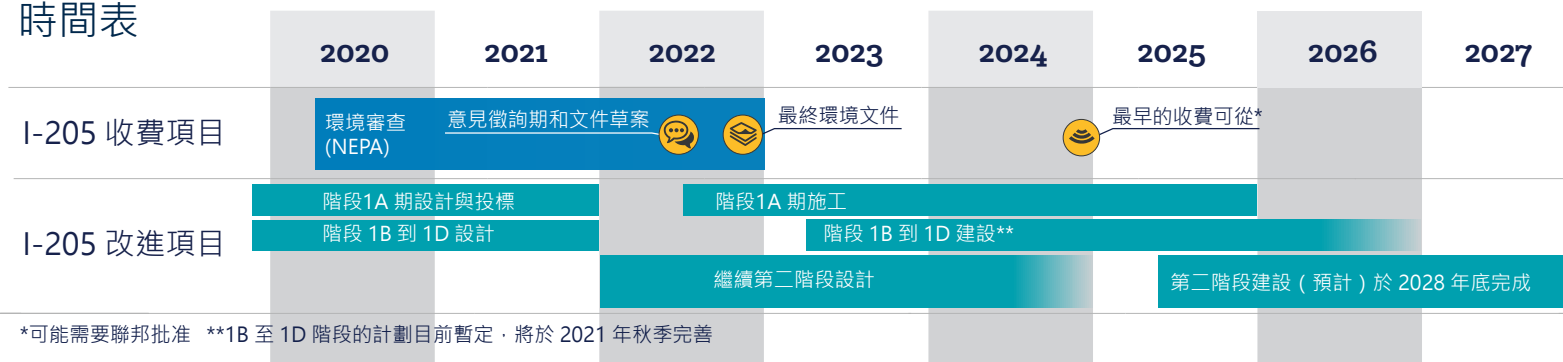 時間表
2020 2021 2022 2023 2024 2025 2026 2027
I-205 收費項目
環境審查
(NEPA)
意見徵詢期和文件草案
最終環境文件
最早的收費可從*
I-205 改進項目
階段1A 期設計與投標
階段1A 期施工
階段 1B 到 1D 設計
階段 1B 到 1D 建設**
繼續第二階段設計
第二階段建設(預計)於 2028 年底完成
*可能需要聯邦批准 **1B 至 1D 階段的計劃目前暫定,將於 2021 年秋季完善